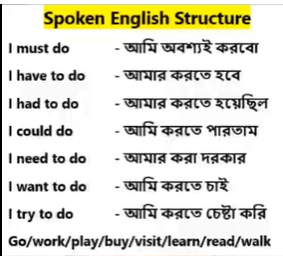 Spoken English Structure
I must do - আমি অবশ্যই করবো
I have to do - আমার করতে হবে
I had to do - আমার করতে হয়েছিল
I could do - আমি করতে পারতাম
I need to do - আমার করা দরকার
I want to do - আমি করতে চাই
I try to do - আমি করতে চেষ্টা করি
Go/work/play/buy/visit/learn/read/walk